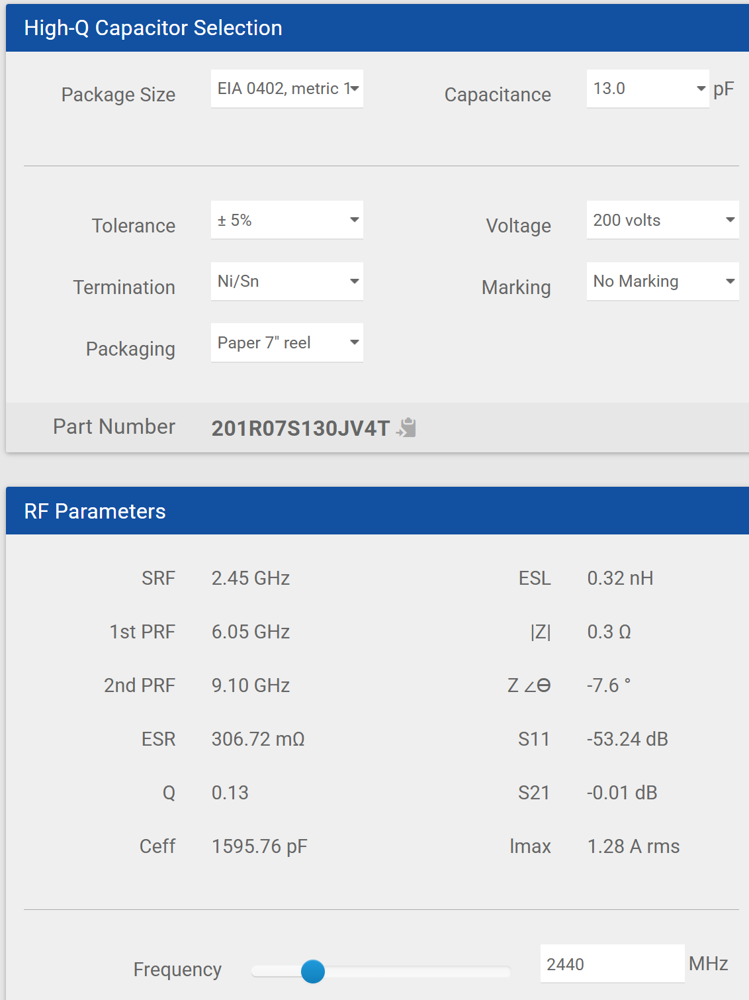 High-Q Capacitor Selection
Package Size EIA 0402, metric 1 Capacitance 13.0 pF
Tolerance ± 5% Voltage 200 volts
Termination Ni/Sn Marking No Marking
Packaging Paper 7" reel
Part Number 201R07S130JV4T
RF Parameters
SRF 2.45 GHz ESL 0.32 nH
1st PRF 6.05 GHz |Z| 0.3 Ω
2nd PRF 9.10 GHz Z ∠Θ -7.6 °
ESR 306.72 mΩ S11 -53.24 dB
Q 0.13 S21 -0.01 dB
Ceff 1595.76 pF Imax 1.28 A rms
Frequency 2440 MHz